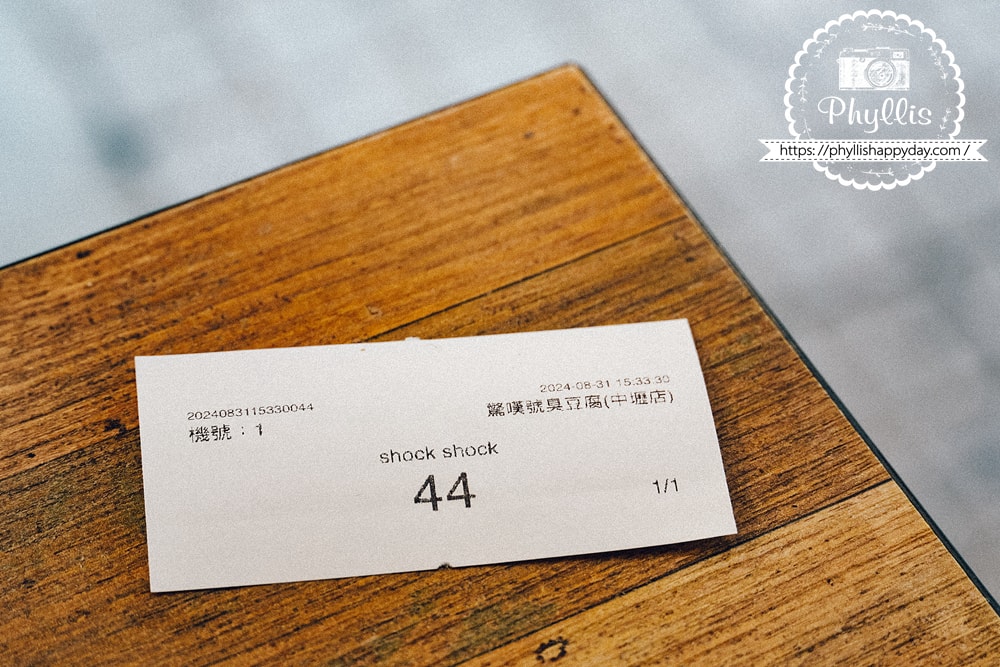 Phyllis
https://phyllishappyday.com /
2024083115330044
機號：1
2024-08-31 15:33:30
驚嘆號臭豆腐(中壢店)
shock shock
44
1/1